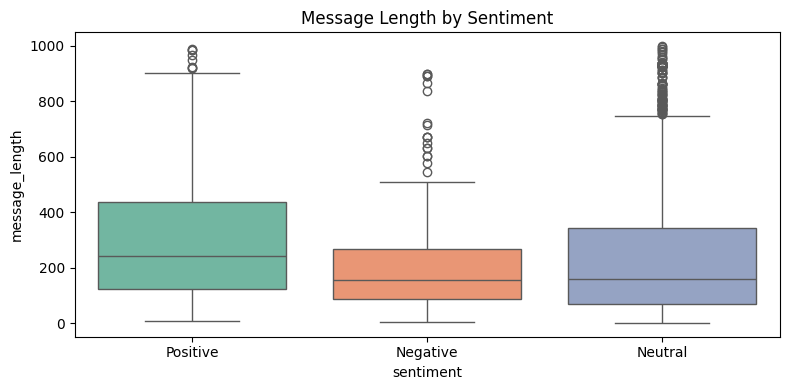 Message Length by Sentiment
message_length
1000
800
600
400
200
0
Positive
Negative
Neutral
sentiment